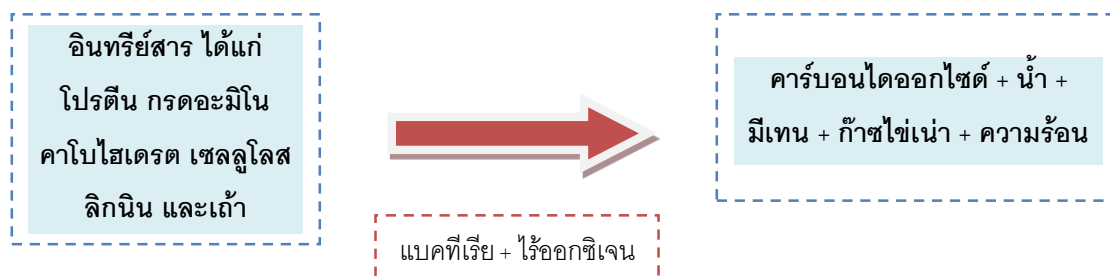 อินทรีย์สาร ได้แก่
โปรตีน กรดอะมิโน
คาโบไฮเดรต เซลลูโลส
ลิกนิน และเถ้า
แบคทีเรีย + ไร้ออกซิเจน
คาร์บอนไดออกไซด์ + น้ำ +
มีเทน + ก๊าซไข่เน่า + ความร้อน